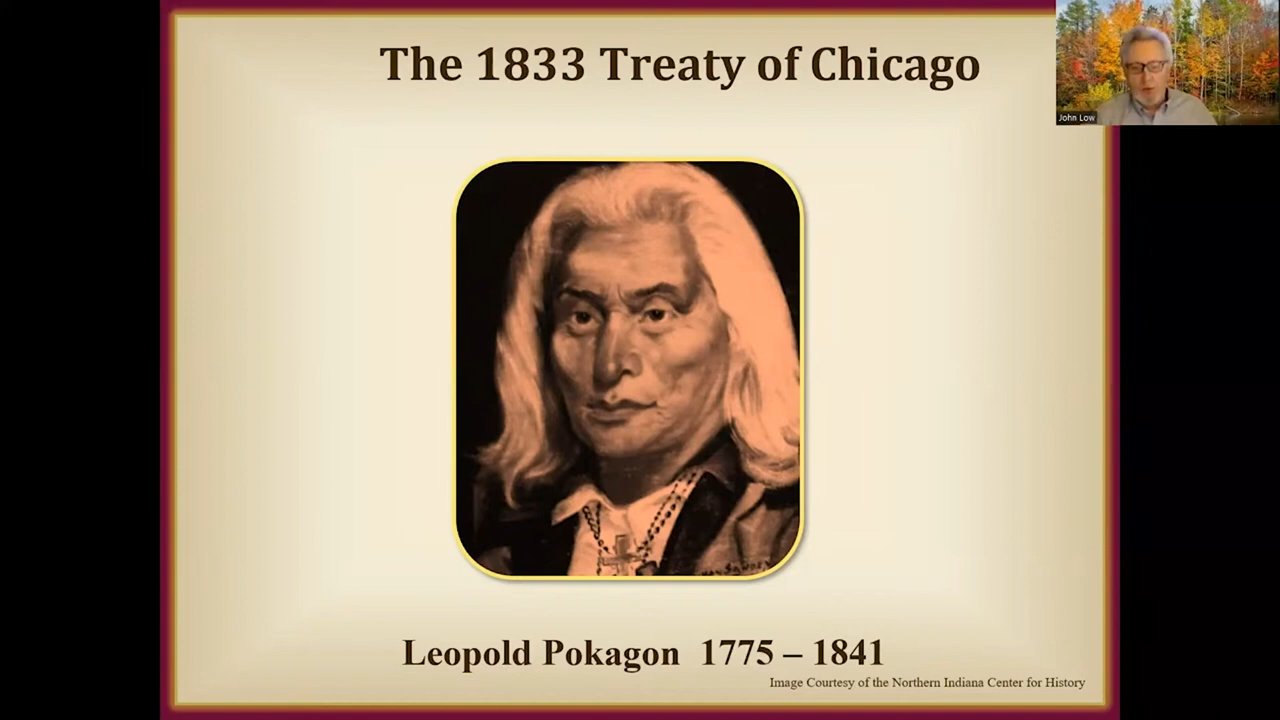 The 1833 Treaty of Chicago
John Low
Leopold Pokagon 1775 – 1841
Image Courtesy of the Northern Indiana Center for History